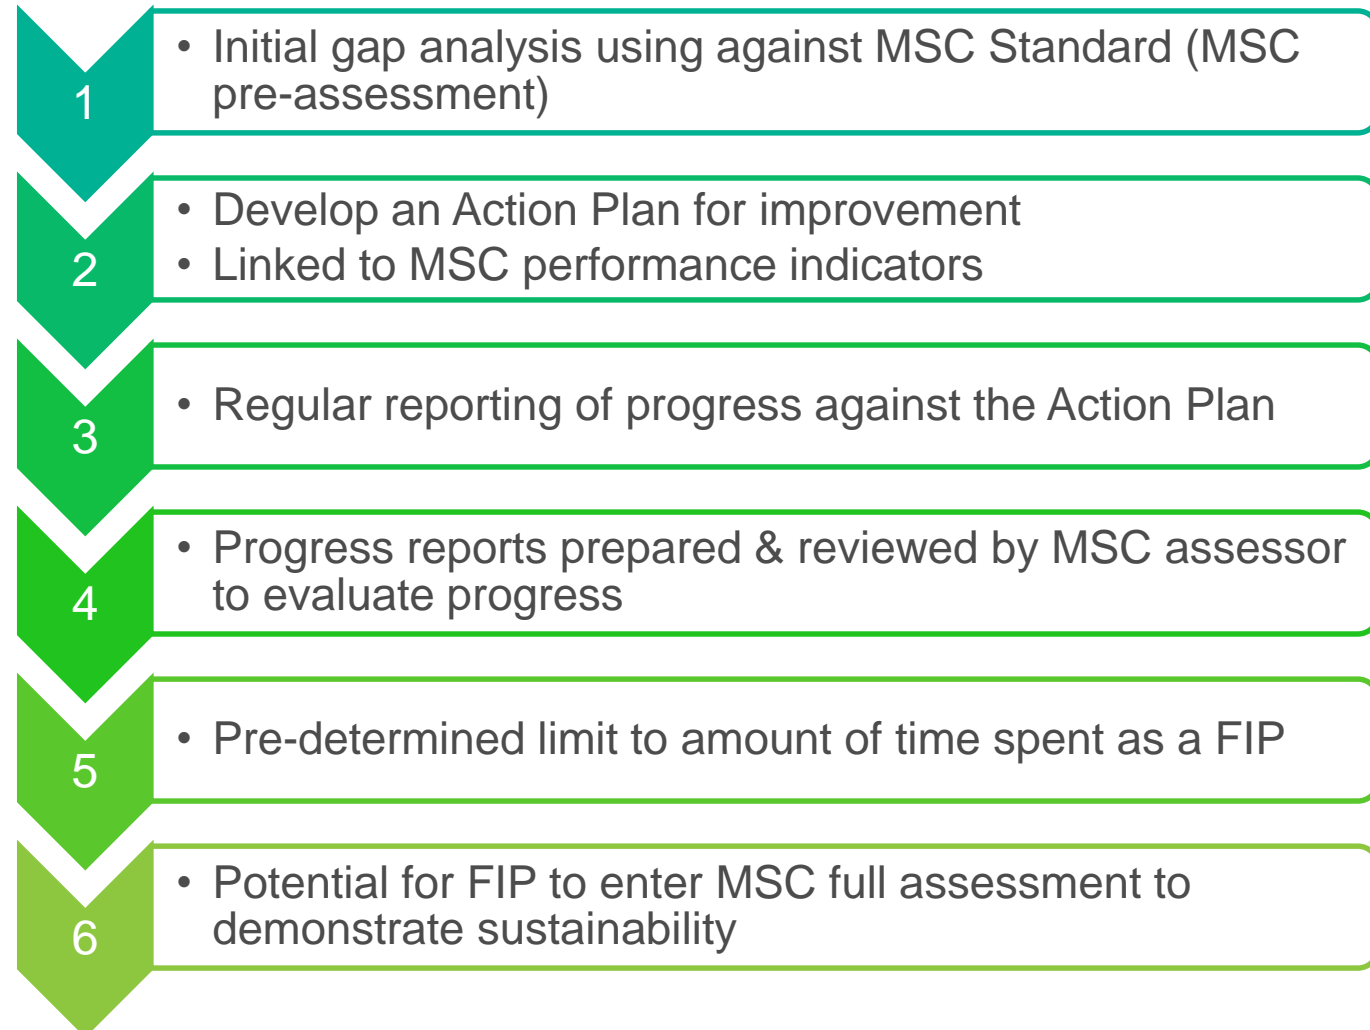 1
• Initial gap analysis using against MSC Standard (MSC
pre-assessment)
2
• Develop an Action Plan for improvement
• Linked to MSC performance indicators
3
• Regular reporting of progress against the Action Plan
4
• Progress reports prepared & reviewed by MSC assessor
to evaluate progress
5
• Pre-determined limit to amount of time spent as a FIP
6
• Potential for FIP to enter MSC full assessment to
demonstrate sustainability